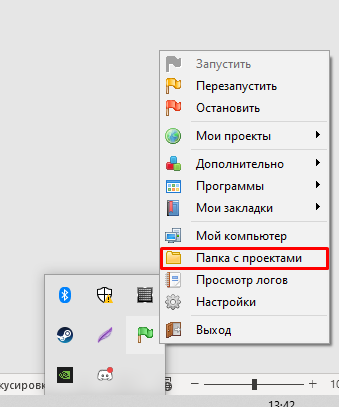 Запустить
Перезапустить
Остановить
Мои проекты
Дополнительно
Программы
Мои закладки
Мой компьютер
Папка с проектами
Просмотр логов
Настройки
Выход
кусировк
10
13:42